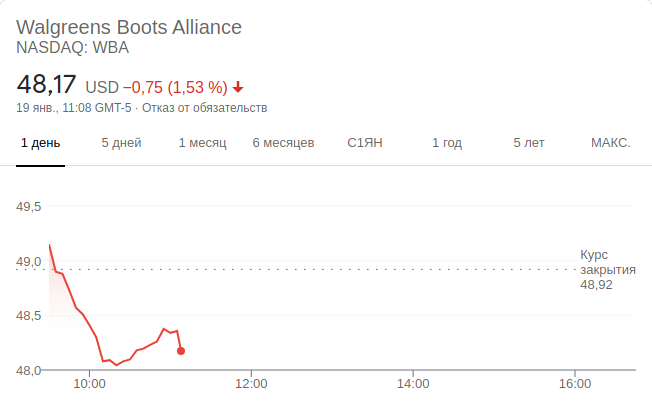 Walgreens Boots Alliance
NASDAQ: WBA
48,17 USD −0,75 (1,53 %)
19 янв., 11:08 GMT-5 · Отказ от обязательств
1 день 5 дней 1 месяц 6 месяцев С1ЯН 1 год 5 лет МАКС.
49,5
49,0
48,5
48,0
Курс
закрытия
48,92
10:00 12:00 14:00 16:00